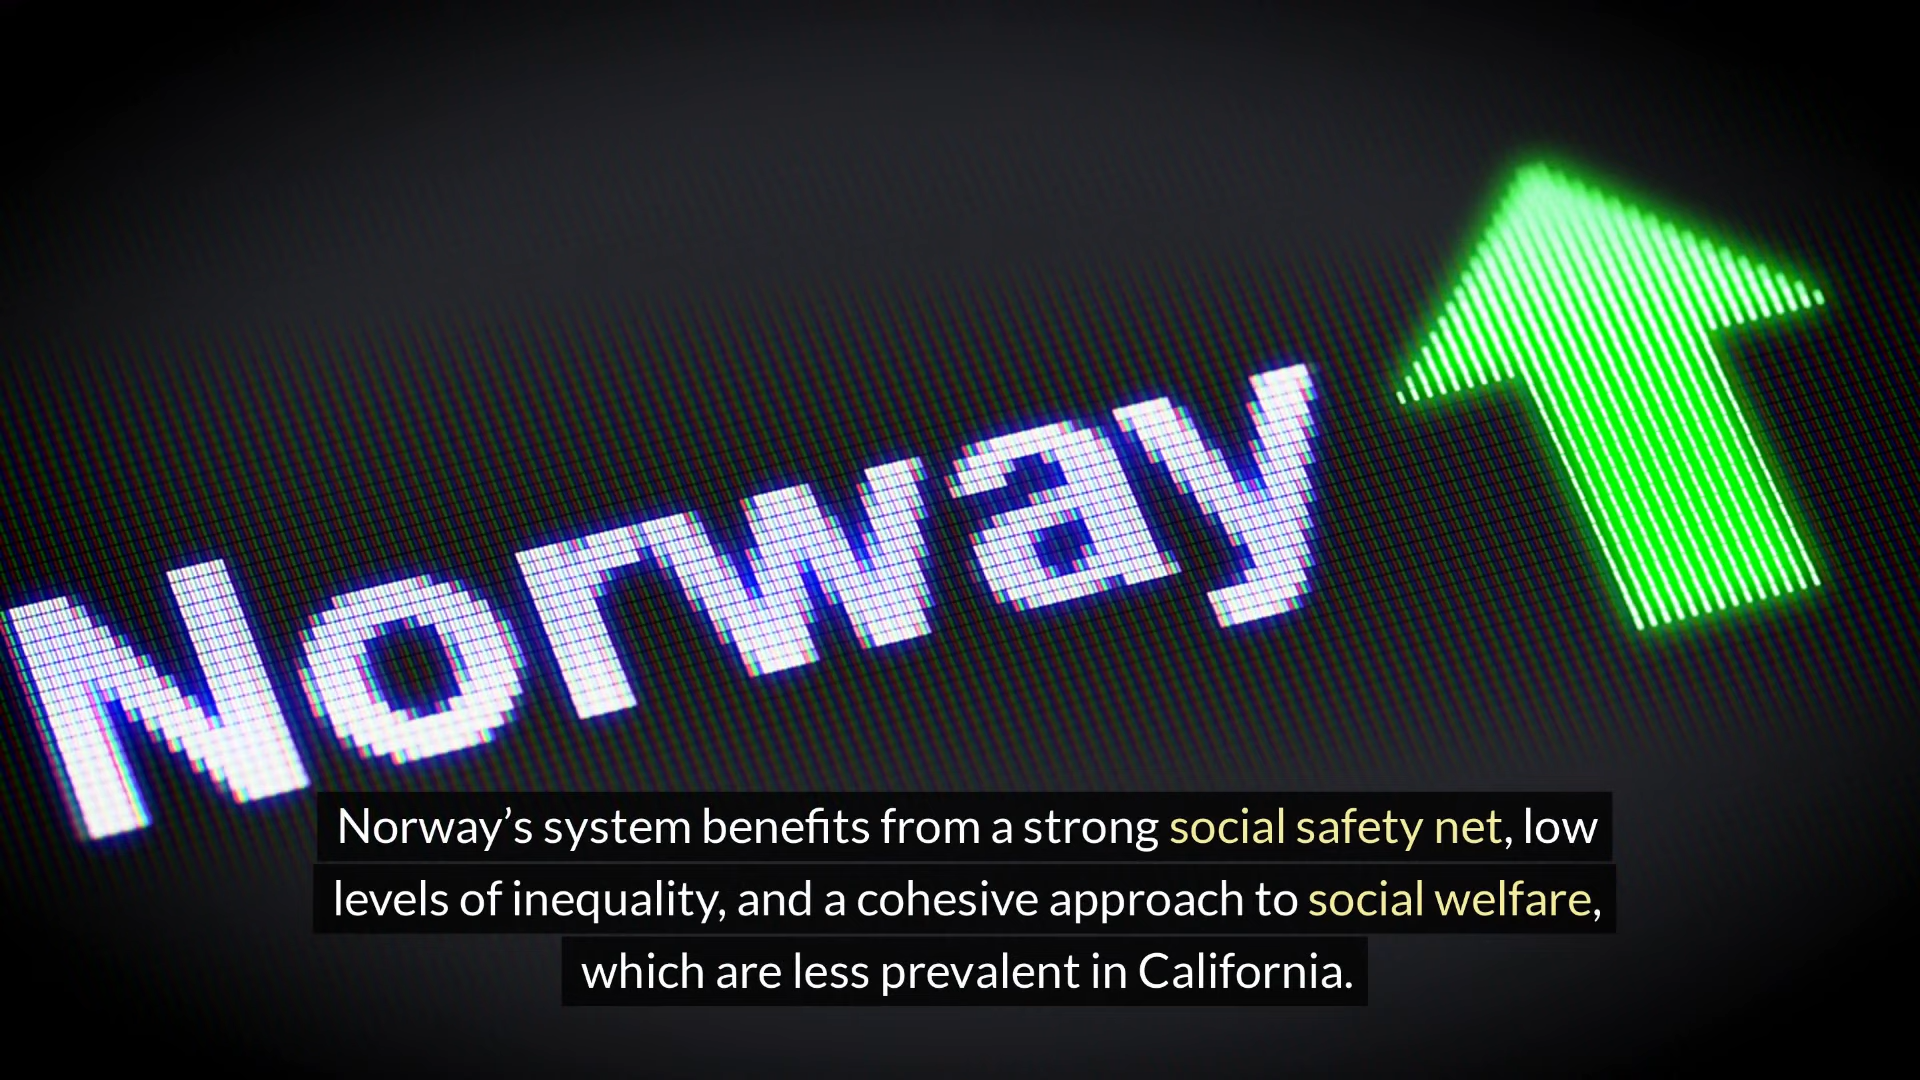 Norway
Norway’s system benefits from a strong social safety net, low
levels of inequality, and a cohesive approach to social welfare,
which are less prevalent in California.